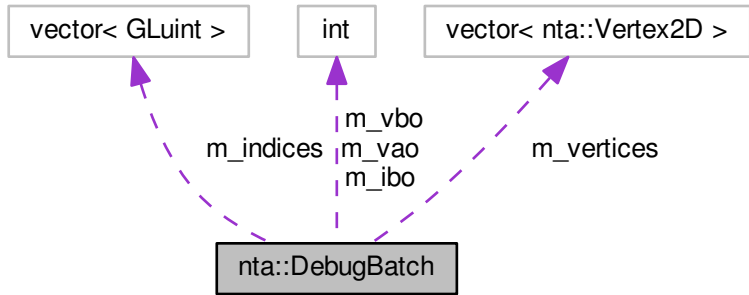 vector< GLuint >
int
vector< nta::Vertex2D >
m_indices
m_vbo
m_vao
m_ibo
m_vertices
nta::DebugBatch